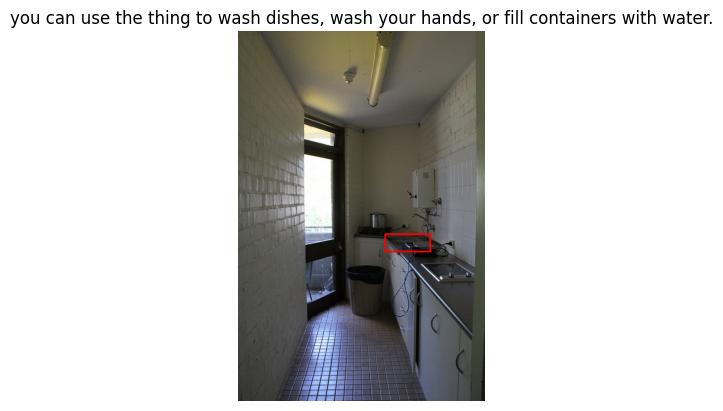 you can use the thing to wash dishes, wash your hands, or fill containers with water.